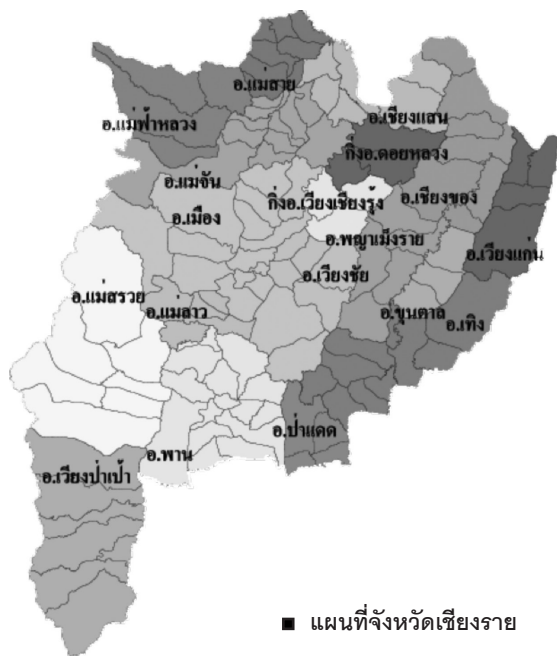 อ.แม่สาย
อ.แม่ฟ้าหลวง
อ.เชียงแสน
กิ่งอ.ดอยหลวง
อ.แม่จัน
กิ่งอ.เวียงเชียงรุ้ง
อ.เชียงของ
อ.เมือง
อ.พญาเม็งราย
อ.เวียงแก่น
อ.เวียงชัย
อ.แม่สรวย
อ.แม่ลาว
อ.ขุนตาล
อ.เทิง
อ.ป่าแดด
อ.พาน
อ.เวียงป่าเป้า
■ แผนที่จังหวัดเชียงราย